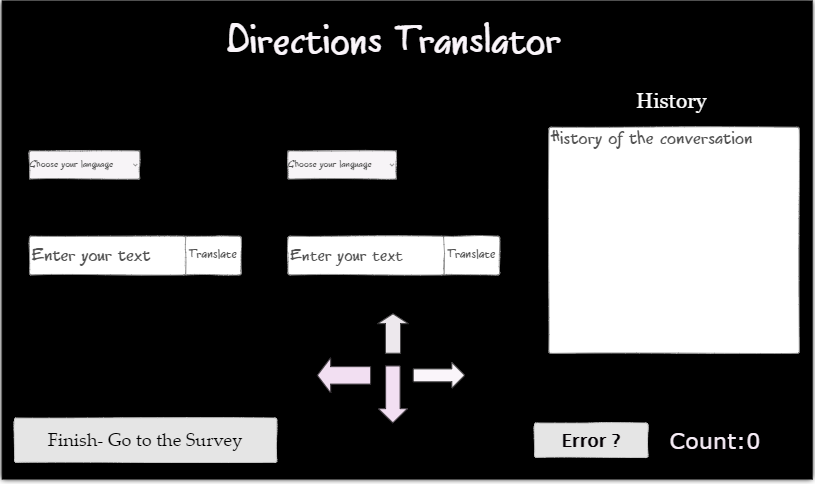 Directions Translator
History
History of the conversation
Choose your language
Choose your language
Enter your text
Translate
Enter your text
Translate
Finish- Go to the Survey
Error ?
Count:0